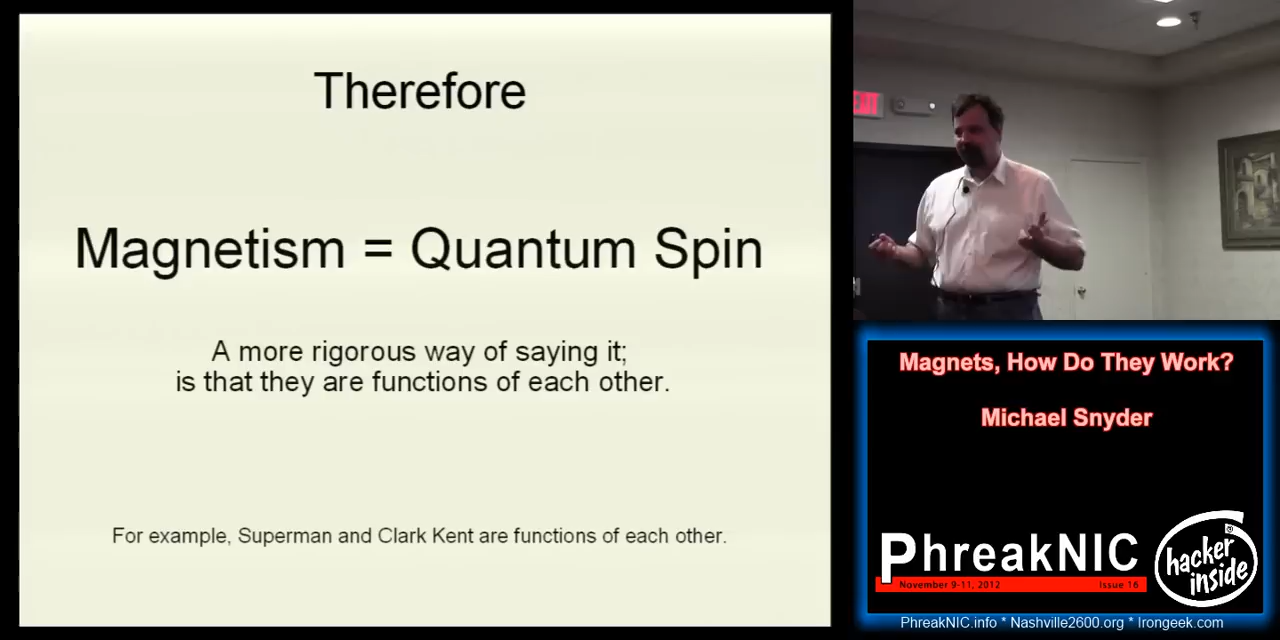 Therefore
Magnetism = Quantum Spin
A more rigorous way of saying it;
is that they are functions of each other.
For example, Superman and Clark Kent are functions of each other.
EXIT
Magnets, How Do They Work?
Michael Snyder
PhreakNIC
November 9-11, 2012 Issue 16
hacker
inside
PhreakNIC.info * Nashville2600.org * Irongeek.com